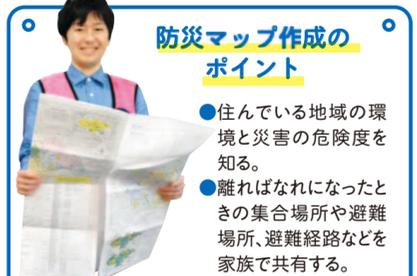 防災マップ作成の
ポイント
●住んでいる地域の環
境と災害の危険度を
知る。
●離ればなれになったと
きの集合場所や避難
場所、避難経路などを
家族で共有する。